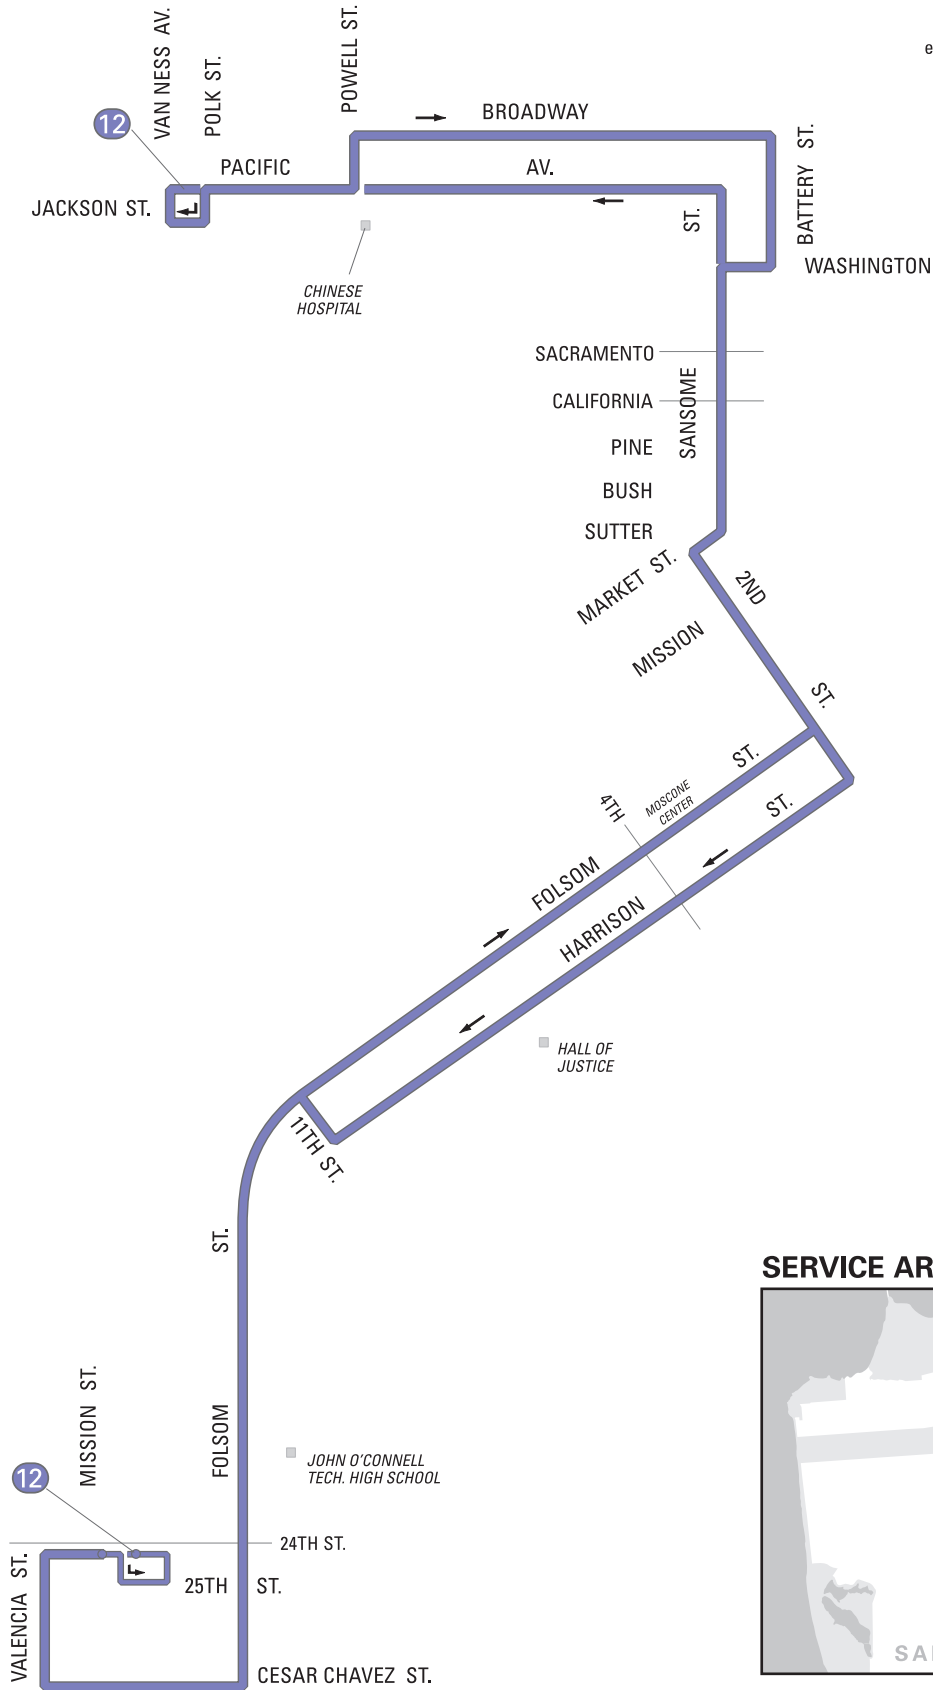 VAN NESS AV.
POLK ST.
POWELL ST.
e
12
BROADWAY
PACIFIC
AV.
BATTERY ST.
JACKSON ST.
ST.
WASHINGTON
CHINESE
HOSPITAL
SACRAMENTO
SANSOME
CALIFORNIA
PINE
BUSH
SUTTER
MARKET ST.
2ND
MISSION
ST.
ST.
4TH
MOSCONE
CENTER
ST.
FOLSOM
HARRISON
HALL OF
JUSTICE
11TH ST.
ST.
SERVICE AR
MISSION ST.
FOLSOM
JOHN O'CONNELL
TECH. HIGH SCHOOL
12
24TH ST.
VALENCIA ST.
25TH
ST.
CESAR CHAVEZ ST.
SA